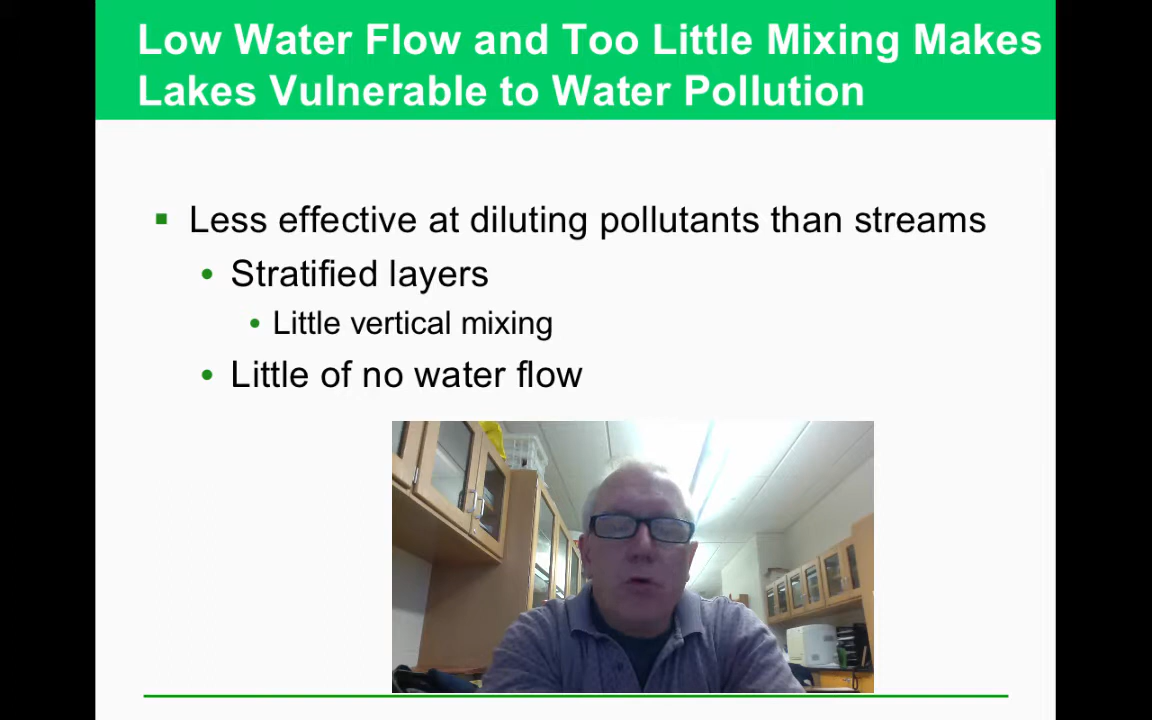 Low Water Flow and Too Little Mixing Makes
Lakes Vulnerable to Water Pollution
Less effective at diluting pollutants than streams
Stratified layers
Little vertical mixing
Little of no water flow